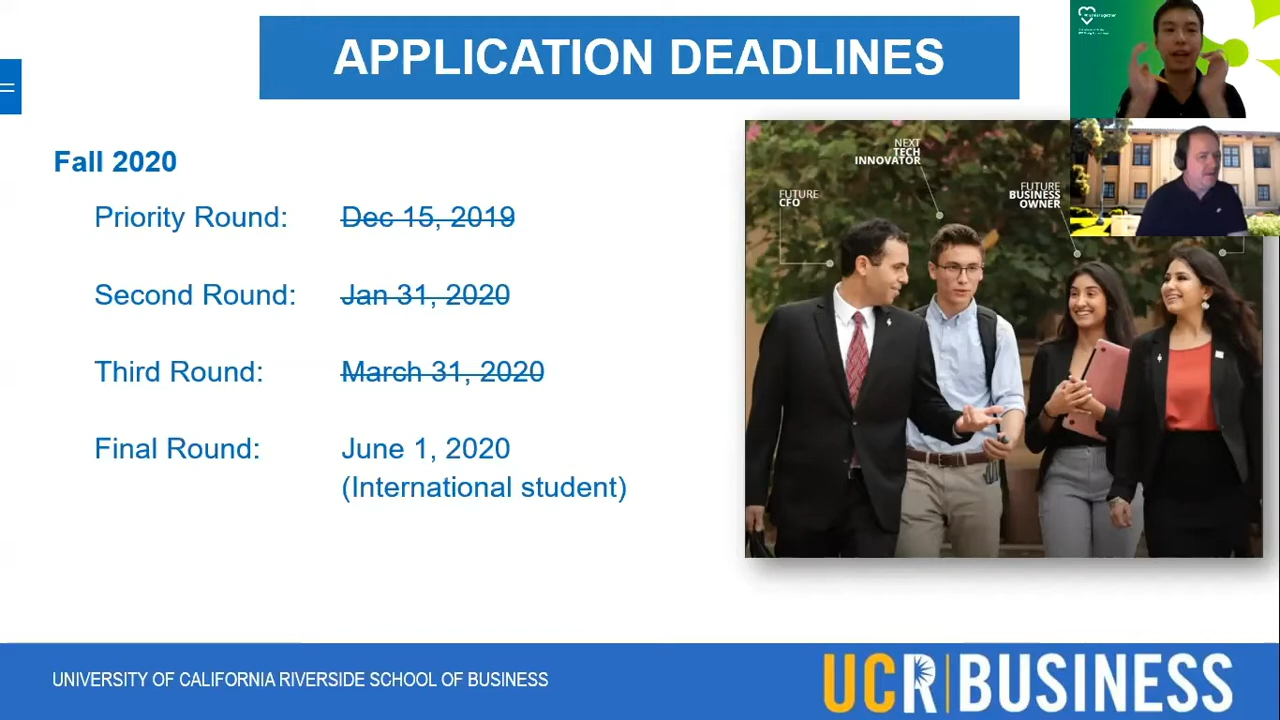 APPLICATION DEADLINES
Fall 2020
Priority Round: Dec 15, 2019
Second Round: Jan 31, 2020
Third Round: March 31, 2020
Final Round: June 1, 2020
(International student)
NEXT
TECH
INNOVATOR
FUTURE
CFO
FUTURE
BUSINESS
OWNER
UNIVERSITY OF CALIFORNIA RIVERSIDE SCHOOL OF BUSINESS
UCR BUSINESS